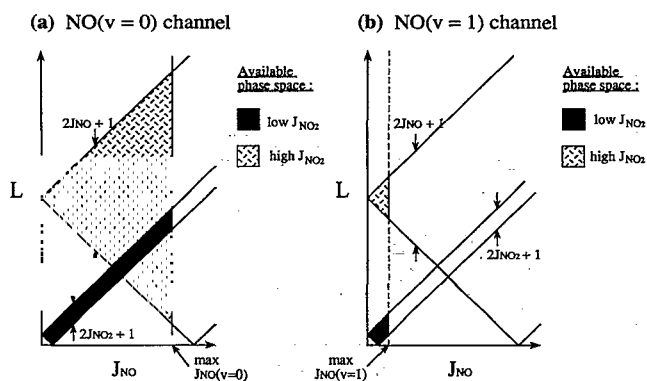 (a) NO(v = 0) channel
Available
phase space :
low JNO2
high JNO2
2JNO + 1
L
2JNO2 + 1
JNO
max
JNO(v=0)
(b) NO(v = 1) channel
Available
phase space :
low JNO2
high JNO2
2JNO + 1
L
2JNO2 + 1
max
JNO(v=1)
JNO